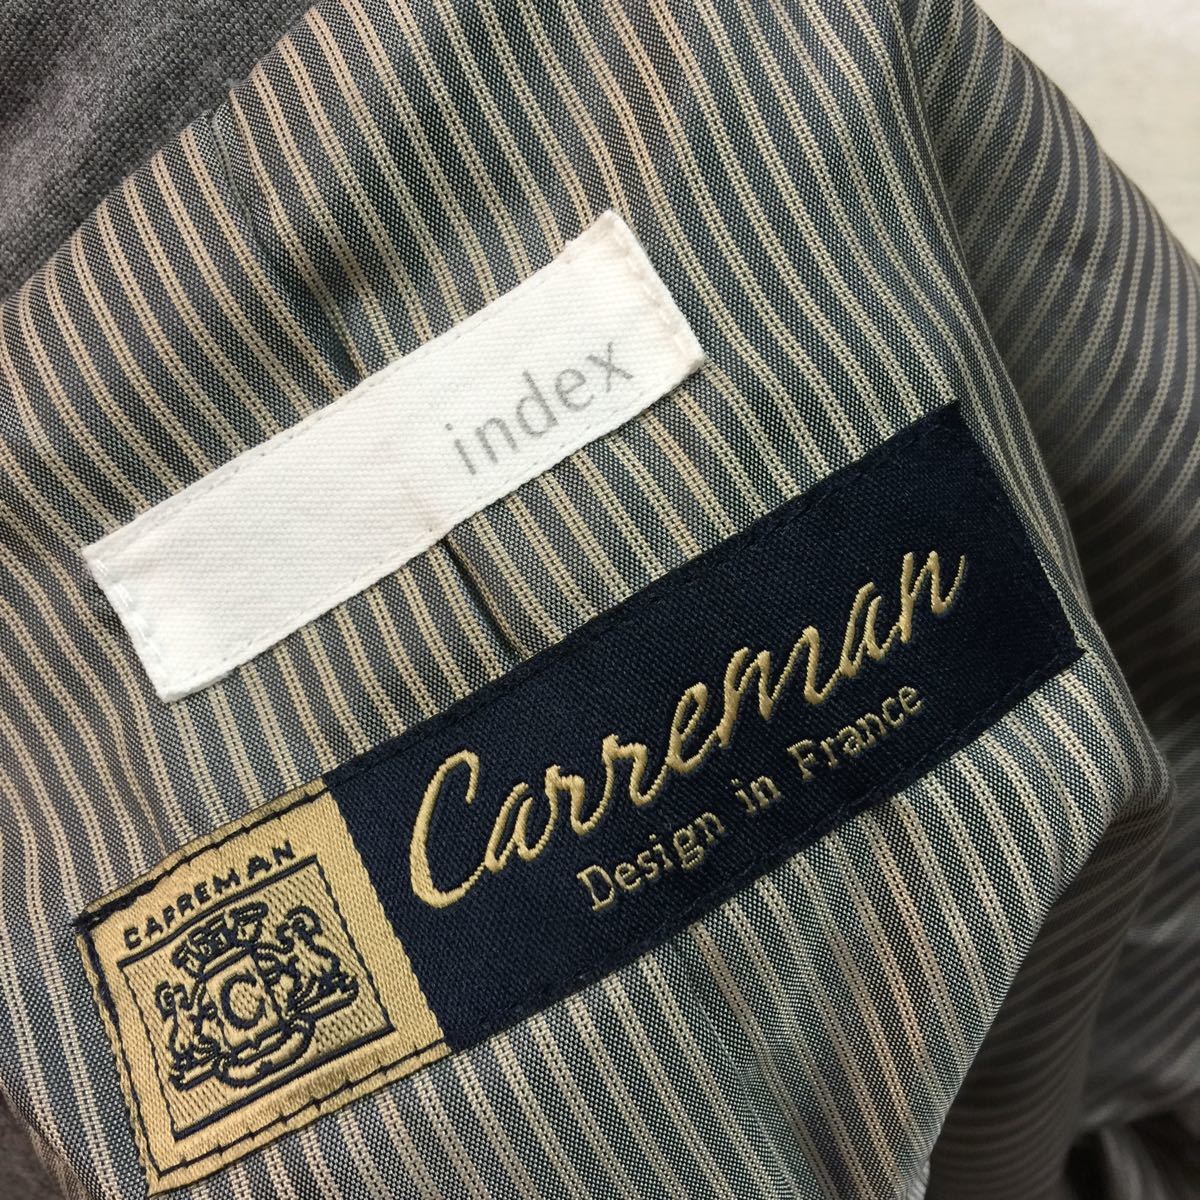 index
Carreman
Design in France
CARREMAN
C